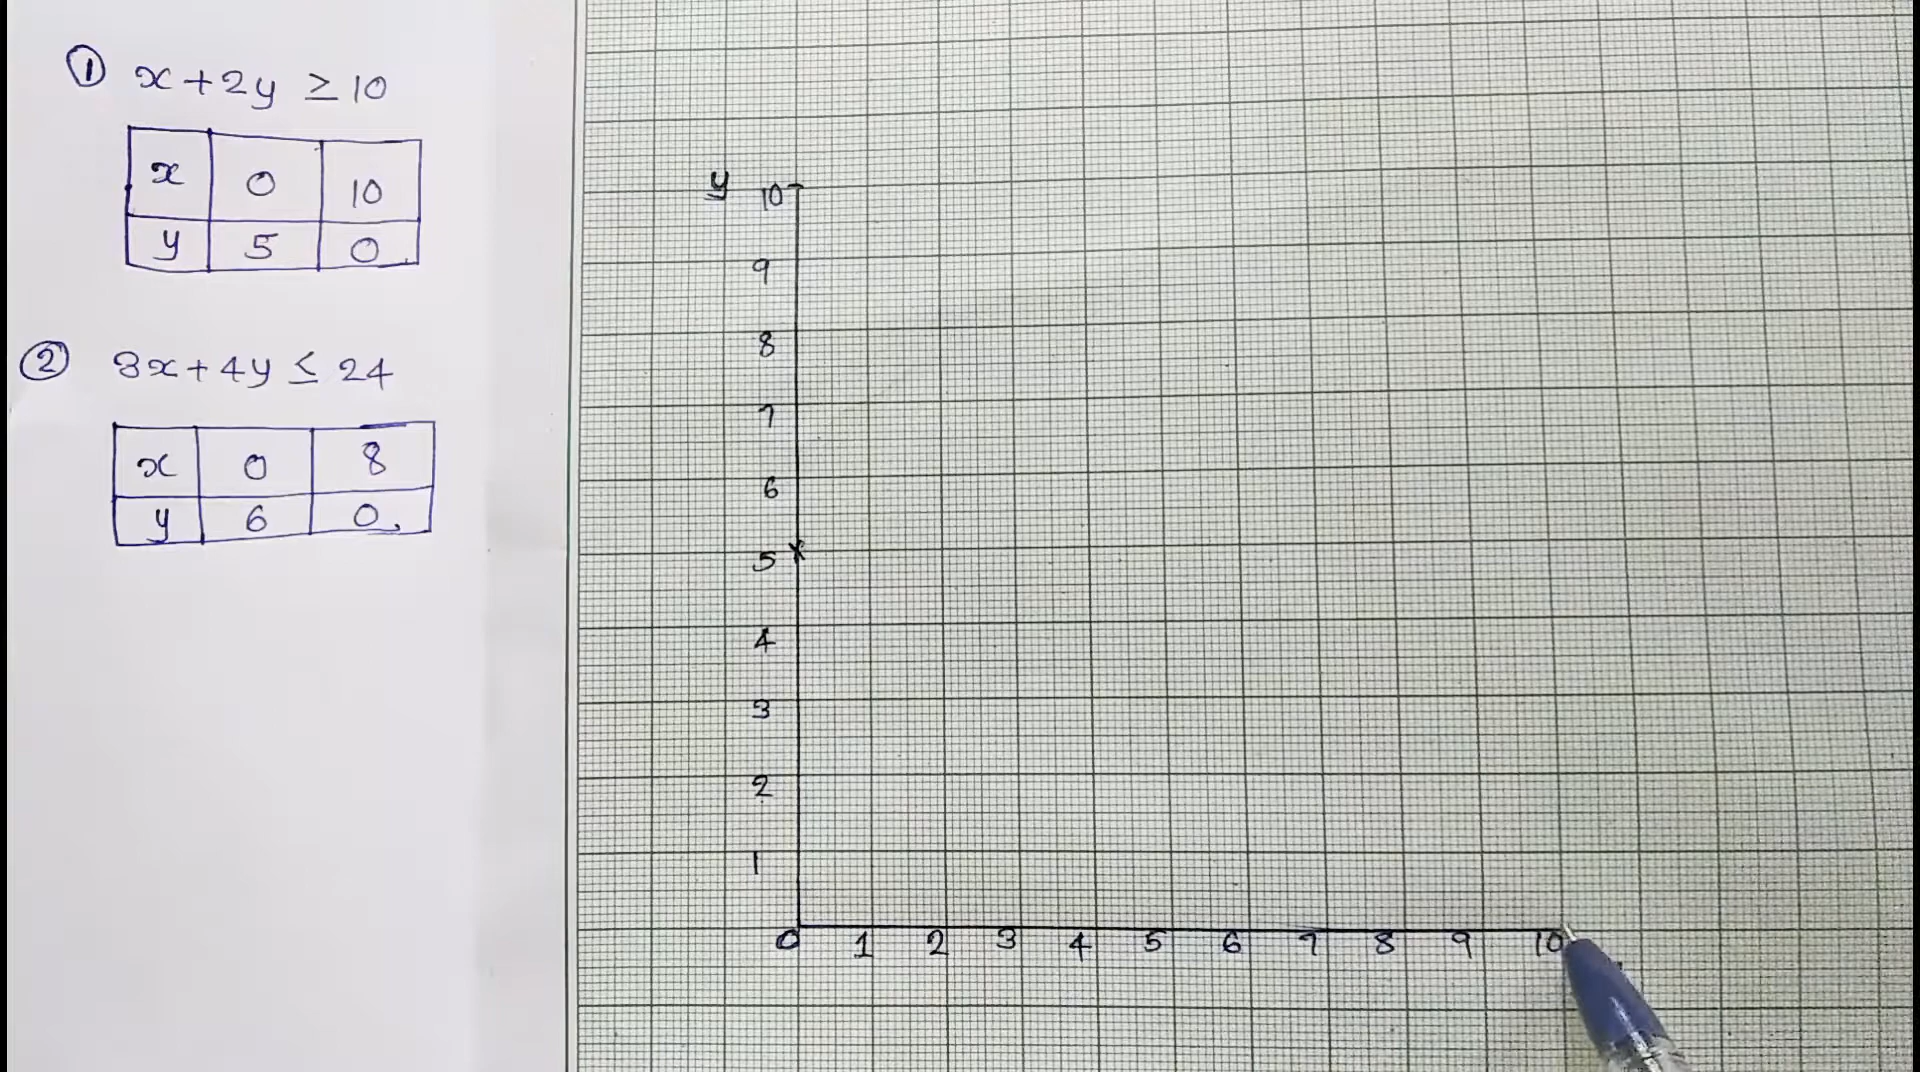 ① x + 2y ≥ 10
x 0 10
y 5 0
② 3x + 4y ≤ 24
x 0 8
y 6 0
y
10
9
8
7
6
5
4
3
2
1
0 1 2 3 4 5 6 7 8 9 10